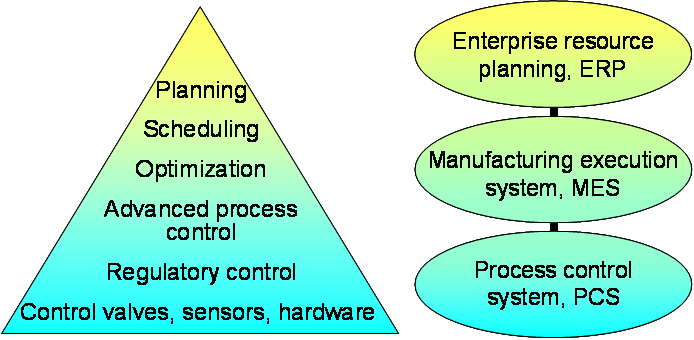 Planning
Scheduling
Optimization
Advanced process
control
Regulatory control
Control valves, sensors, hardware
Enterprise resource
planning, ERP
Manufacturing execution
system, MES
Process control
system, PCS